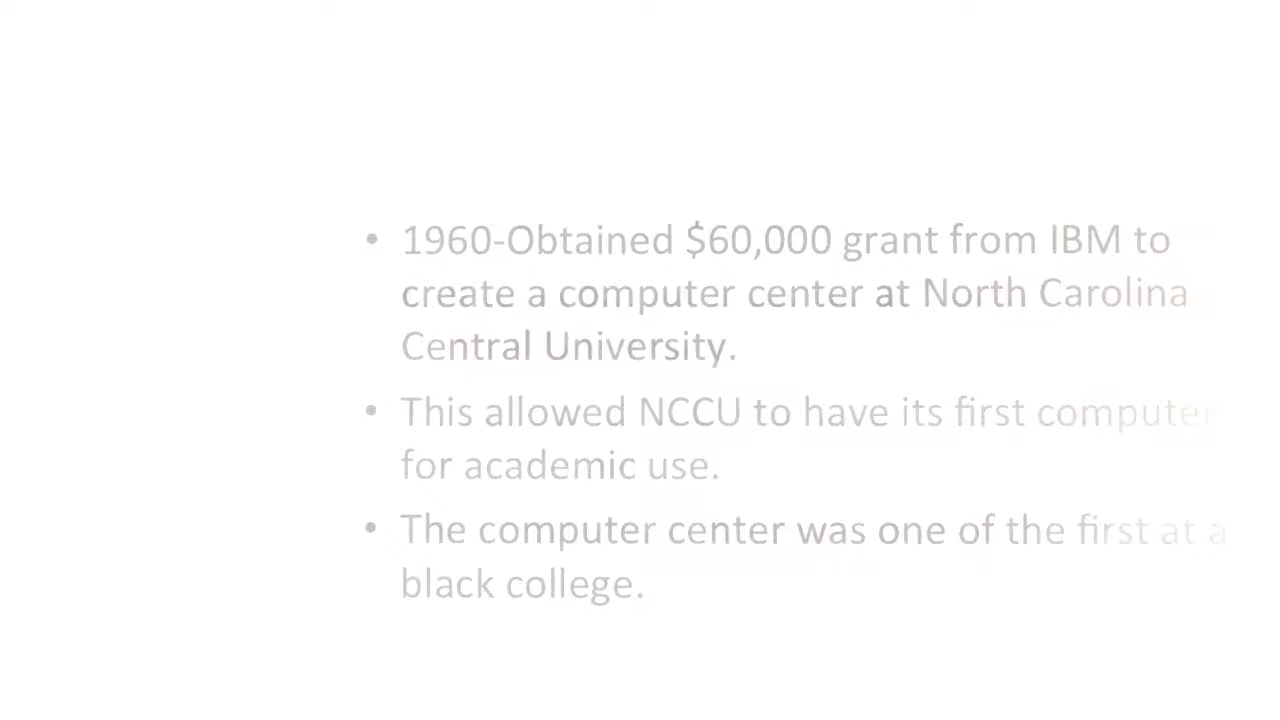 • 1960-Obtained $60,000 grant from IBM to
create a computer center at North Carolina
Central University.
• This allowed NCCU to have its first computer
for academic use.
• The computer center was one of the first at a
black college.